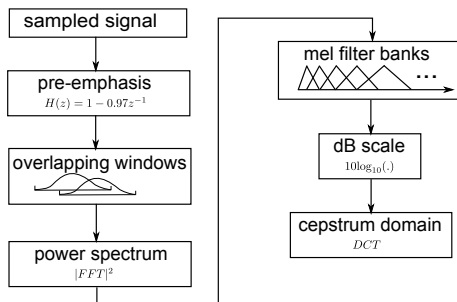 sampled signal
pre-emphasis
H(z) = 1 − 0.97z⁻¹
overlapping windows
power spectrum
|FFT|²
mel filter banks
...
dB scale
10log₁₀(.)
cepstrum domain
DCT